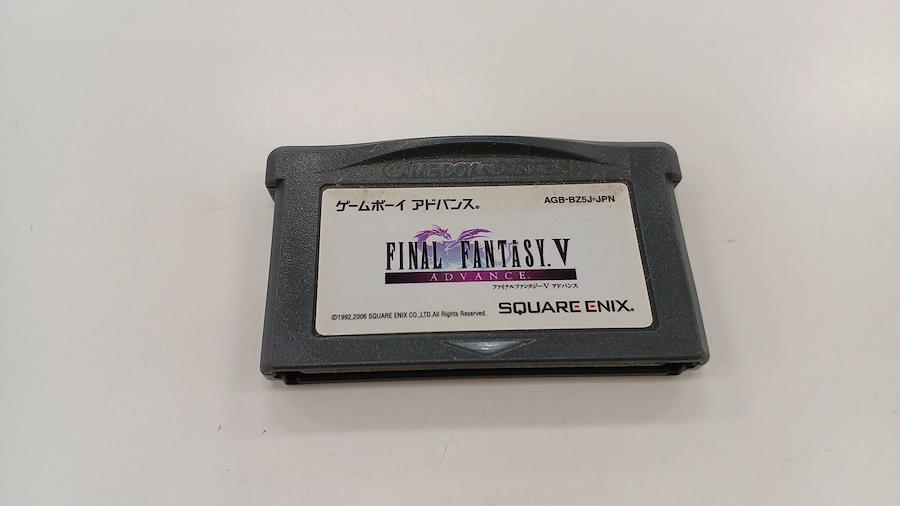 GAME BOY ADVANCE
ゲームボーイ アドバンス®
AGB-BZ5J-JPN
FINAL FANTASY® V
ADVANCE
ファイナルファンタジーV アドバンス
©1992,2006 SQUARE ENIX CO.,LTD.All Rights Reserved.
SQUARE ENIX®